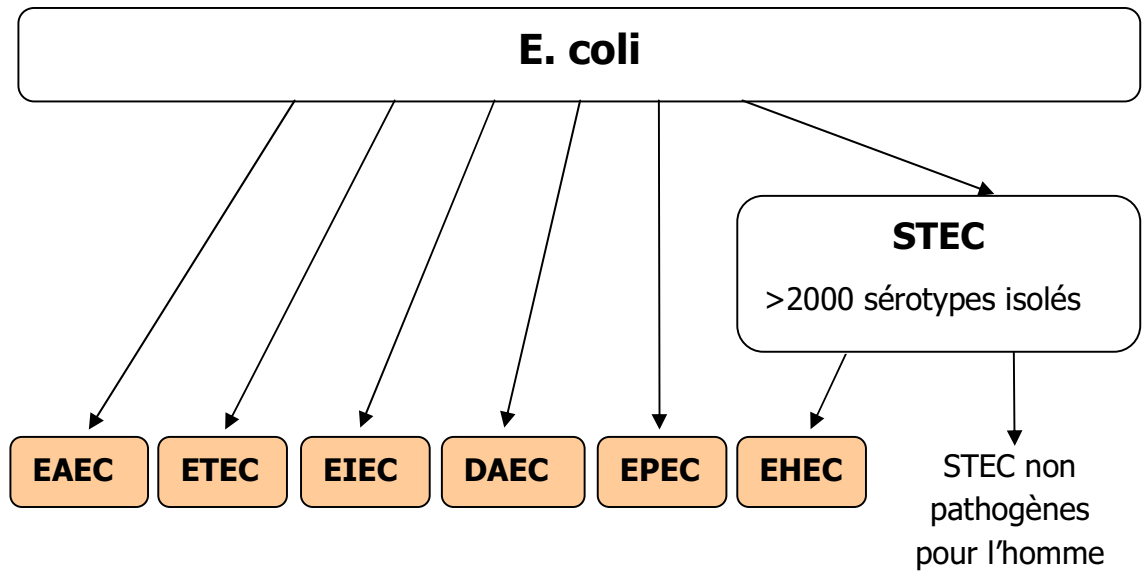 E. coli
STEC
>2000 sérotypes isolés
EAEC
ETEC
EIEC
DAEC
EPEC
EHEC
STEC non
pathogènes
pour l’homme